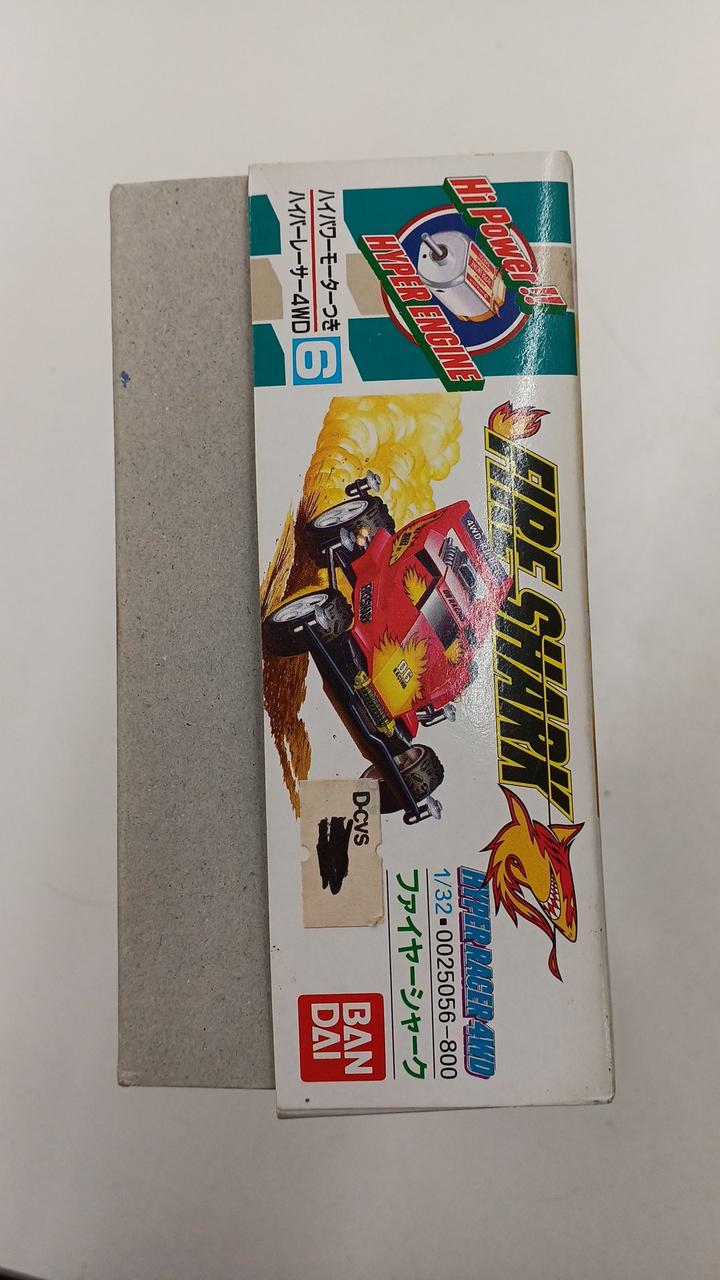 Hi Power!!
HYPER ENGINE
ハイパワーモーターつき
ハイパーレーサー4WD
6
FIRE SHARK
D-CVS
HYPER RACER 4WD
1/32▪0025056-800
ファイヤーシャーク
BAN
DAI